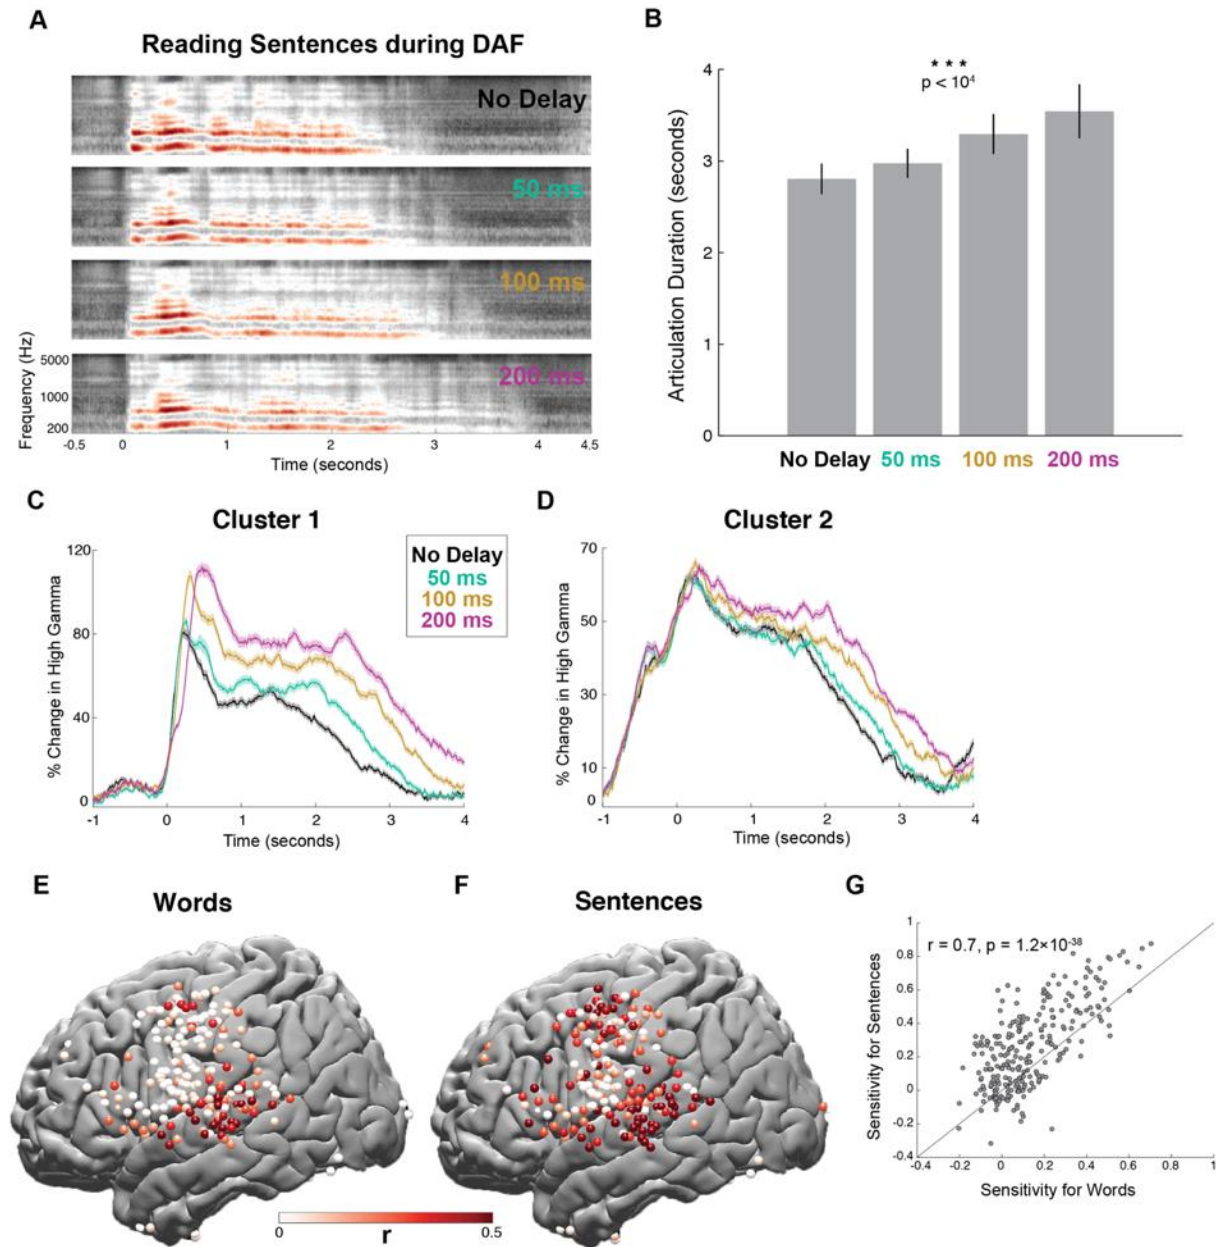 A
Reading Sentences during DAF
No Delay
50 ms
100 ms
200 ms
Frequency (Hz)
5000
1000
200
-0.5 0 1 2 3 4 4.5
Time (seconds)
B
* * *
p < 10⁴
Articulation Duration (seconds)
4
3
2
1
0
No Delay 50 ms 100 ms 200 ms
C
Cluster 1
% Change in High Gamma
120
80
40
0
-1 0 1 2 3 4
Time (seconds)
No Delay
50 ms
100 ms
200 ms
D
Cluster 2
% Change in High Gamma
70
50
30
10
0
-1 0 1 2 3 4
Time (seconds)
E
Words
F
Sentences
0 0.5
r
G
r = 0.7, p = 1.2×10⁻³⁸
Sensitivity for Sentences
1
0.8
0.6
0.4
0.2
0
-0.2
-0.4
-0.4 -0.2 0 0.2 0.4 0.6 0.8 1
Sensitivity for Words